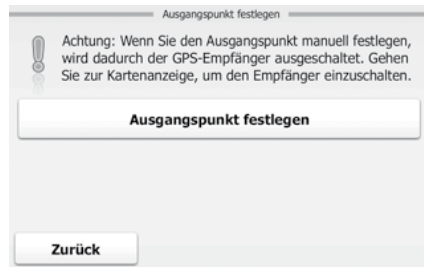 Ausgangspunkt festlegen
Achtung: Wenn Sie den Ausgangspunkt manuell festlegen,
wird dadurch der GPS-Empfänger ausgeschaltet. Gehen
Sie zur Kartenanzeige, um den Empfänger einzuschalten.
Ausgangspunkt festlegen
Zurück